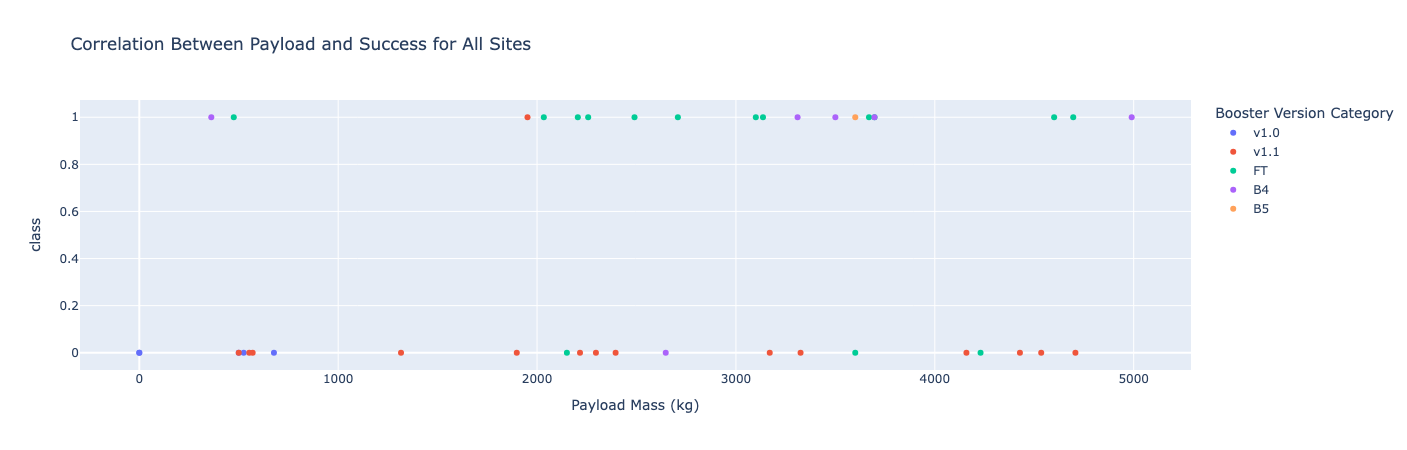 Correlation Between Payload and Success for All Sites
Booster Version Category
v1.0
v1.1
FT
B4
B5
class
1
0.8
0.6
0.4
0.2
0
0 1000 2000 3000 4000 5000
Payload Mass (kg)